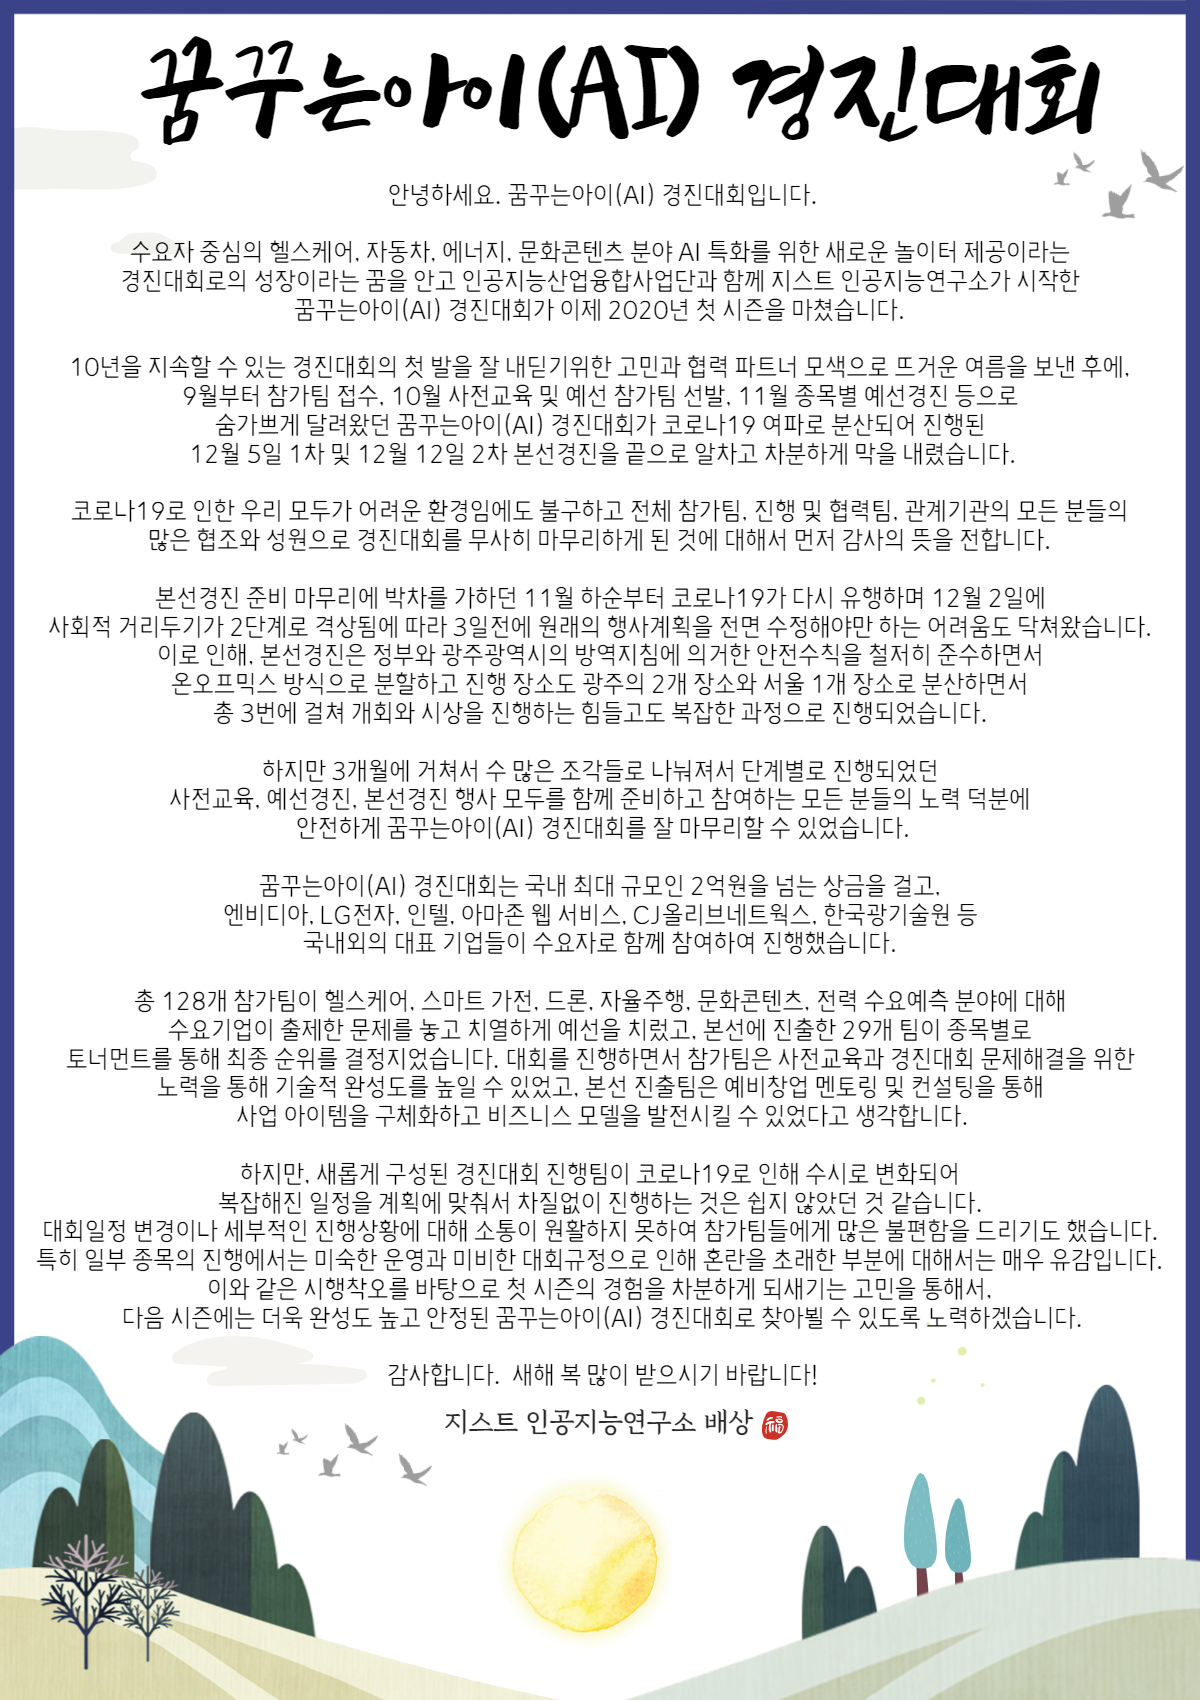 꿈꾸는아이(AI) 경진대회
안녕하세요. 꿈꾸는아이(AI) 경진대회입니다.
수요자 중심의 헬스케어, 자동차, 에너지, 문화콘텐츠 분야 AI 특화를 위한 새로운 놀이터 제공이라는
경진대회로의 성장이라는 꿈을 안고 인공지능산업융합사업단과 함께 지스트 인공지능연구소가 시작한
꿈꾸는아이(AI) 경진대회가 이제 2020년 첫 시즌을 마쳤습니다.
10년을 지속할 수 있는 경진대회의 첫 발을 잘 내딛기위한 고민과 협력 파트너 모색으로 뜨거운 여름을 보낸 후에,
9월부터 참가팀 접수, 10월 사전교육 및 예선 참가팀 선발, 11월 종목별 예선경진 등으로
숨가쁘게 달려왔던 꿈꾸는아이(AI) 경진대회가 코로나19 여파로 분산되어 진행된
12월 5일 1차 및 12월 12일 2차 본선경진을 끝으로 알차고 차분하게 막을 내렸습니다.
코로나19로 인한 우리 모두가 어려운 환경임에도 불구하고 전체 참가팀, 진행 및 협력팀, 관계기관의 모든 분들의
많은 협조와 성원으로 경진대회를 무사히 마무리하게 된 것에 대해서 먼저 감사의 뜻을 전합니다.
본선경진 준비 마무리에 박차를 가하던 11월 하순부터 코로나19가 다시 유행하며 12월 2일에
사회적 거리두기가 2단계로 격상됨에 따라 3일전에 원래의 행사계획을 전면 수정해야만 하는 어려움도 닥쳐왔습니다.
이로 인해, 본선경진은 정부와 광주광역시의 방역지침에 의거한 안전수칙을 철저히 준수하면서
온오프믹스 방식으로 분할하고 진행 장소도 광주의 2개 장소와 서울 1개 장소로 분산하면서
총 3번에 걸쳐 개회와 시상을 진행하는 힘들고도 복잡한 과정으로 진행되었습니다.
하지만 3개월에 거쳐서 수 많은 조각들로 나눠져서 단계별로 진행되었던
사전교육, 예선경진, 본선경진 행사 모두를 함께 준비하고 참여하는 모든 분들의 노력 덕분에
안전하게 꿈꾸는아이(AI) 경진대회를 잘 마무리할 수 있었습니다.
꿈꾸는아이(AI) 경진대회는 국내 최대 규모인 2억원을 넘는 상금을 걸고,
엔비디아, LG전자, 인텔, 아마존 웹 서비스, CJ올리브네트웍스, 한국광기술원 등
국내외의 대표 기업들이 수요자로 함께 참여하여 진행했습니다.
총 128개 참가팀이 헬스케어, 스마트 가전, 드론, 자율주행, 문화콘텐츠, 전력 수요예측 분야에 대해
수요기업이 출제한 문제를 놓고 치열하게 예선을 치렀고, 본선에 진출한 29개 팀이 종목별로
토너먼트를 통해 최종 순위를 결정지었습니다. 대회를 진행하면서 참가팀은 사전교육과 경진대회 문제해결을 위한
노력을 통해 기술적 완성도를 높일 수 있었고, 본선 진출팀은 예비창업 멘토링 및 컨설팅을 통해
사업 아이템을 구체화하고 비즈니스 모델을 발전시킬 수 있었다고 생각합니다.
하지만, 새롭게 구성된 경진대회 진행팀이 코로나19로 인해 수시로 변화되어
복잡해진 일정을 계획에 맞춰서 차질없이 진행하는 것은 쉽지 않았던 것 같습니다.
대회일정 변경이나 세부적인 진행상황에 대해 소통이 원활하지 못하여 참가팀들에게 많은 불편함을 드리기도 했습니다.
특히 일부 종목의 진행에서는 미숙한 운영과 미비한 대회규정으로 인해 혼란을 초래한 부분에 대해서는 매우 유감입니다.
이와 같은 시행착오를 바탕으로 첫 시즌의 경험을 차분하게 되새기는 고민을 통해서,
다음 시즌에는 더욱 완성도 높고 안정된 꿈꾸는아이(AI) 경진대회로 찾아뵐 수 있도록 노력하겠습니다.
감사합니다. 새해 복 많이 받으시기 바랍니다!
지스트 인공지능연구소 배상 福